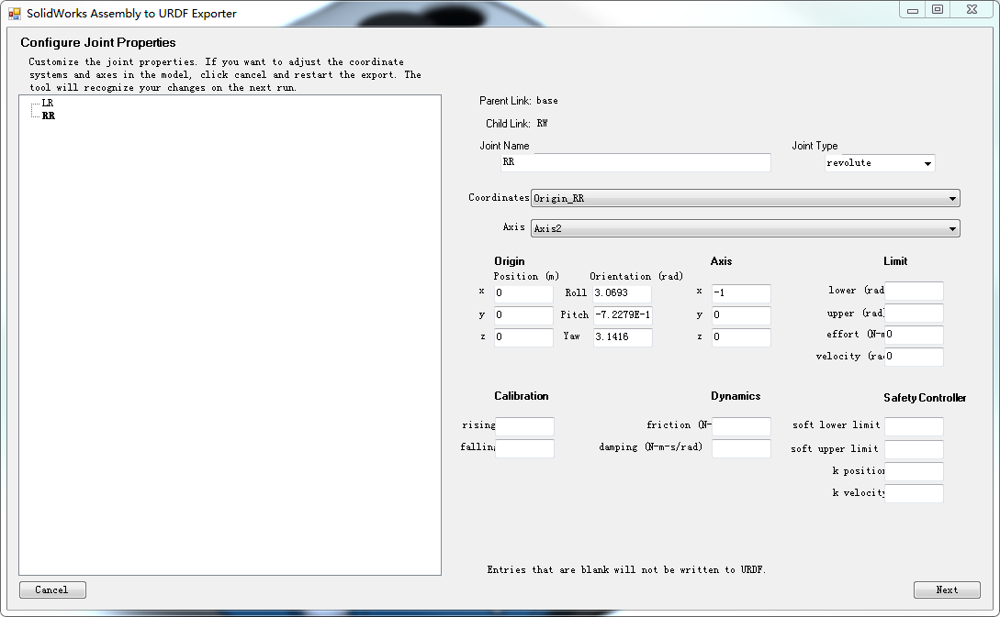 SolidWorks Assembly to URDF Exporter
Configure Joint Properties
Customize the joint properties. If you want to adjust the coordinate
systems and axes in the model, click cancel and restart the export. The
tool will recognize your changes on the next run.
LR
RR
Parent Link: base
Child Link: RW
Joint Name
Joint Type
RR
revolute
Coordinates Origin_RR
Axis Axis2
Origin
Axis
Limit
Position (m) Orientation (rad)
x 0 Roll 3.0693 x -1 lower (rad
y 0 Pitch -7.2279E-1 y 0 upper (rad)
z 0 Yaw 3.1416 z 0 effort (N-m 0
velocity (rad 0
Calibration
Dynamics
Safety Controller
rising friction (N- soft lower limit
falling damping (N-m-s/rad) soft upper limit
k position
k velocity
Entries that are blank will not be written to URDF.
Cancel
Next